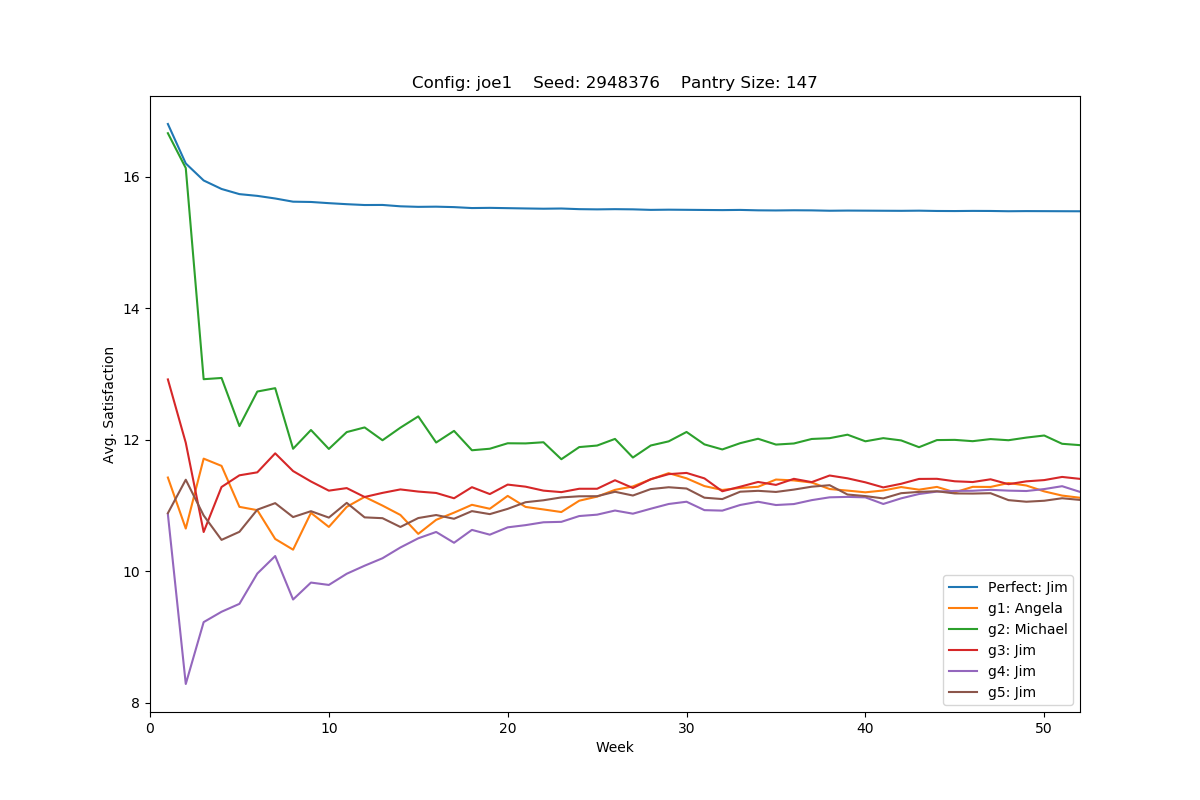 Config: joe1    Seed: 2948376    Pantry Size: 147
Avg. Satisfaction
16
14
12
10
8
0 10 20 30 40 50
Week
Perfect: Jim
g1: Angela
g2: Michael
g3: Jim
g4: Jim
g5: Jim